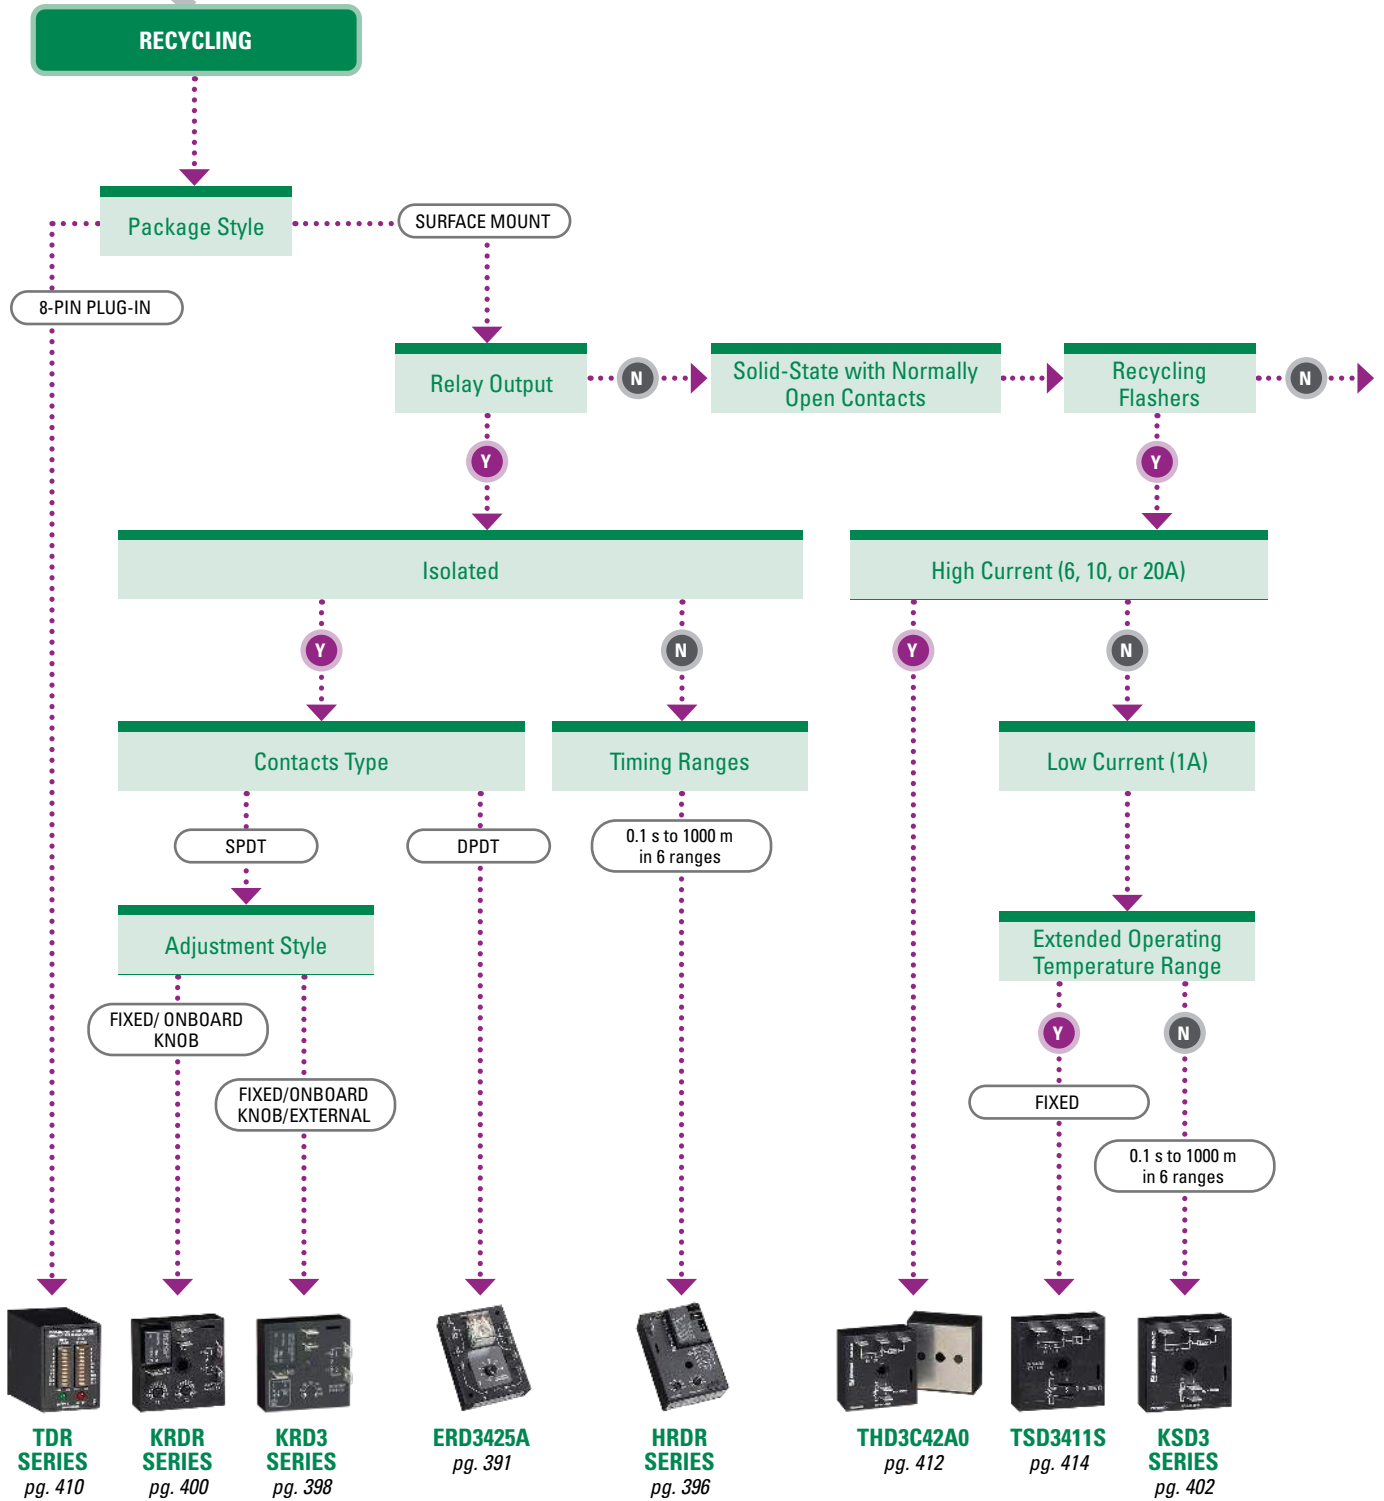 RECYCLING
Package Style
SURFACE MOUNT
8-PIN PLUG-IN
Relay Output
N
Solid-State with Normally
Open Contacts
Recycling
Flashers
N
Y
Y
Isolated
High Current (6, 10, or 20A)
Y
N
Y
N
Contacts Type
Timing Ranges
Low Current (1A)
SPDT
DPDT
0.1 s to 1000 m
in 6 ranges
Adjustment Style
Extended Operating
Temperature Range
FIXED/ ONBOARD
KNOB
Y
N
FIXED/ONBOARD
KNOB/EXTERNAL
FIXED
0.1 s to 1000 m
in 6 ranges
TDR
SERIES
pg. 410
KRDR
SERIES
pg. 400
KRD3
SERIES
pg. 398
ERD3425A
pg. 391
HRDR
SERIES
pg. 396
THD3C42A0
pg. 412
TSD3411S
pg. 414
KSD3
SERIES
pg. 402